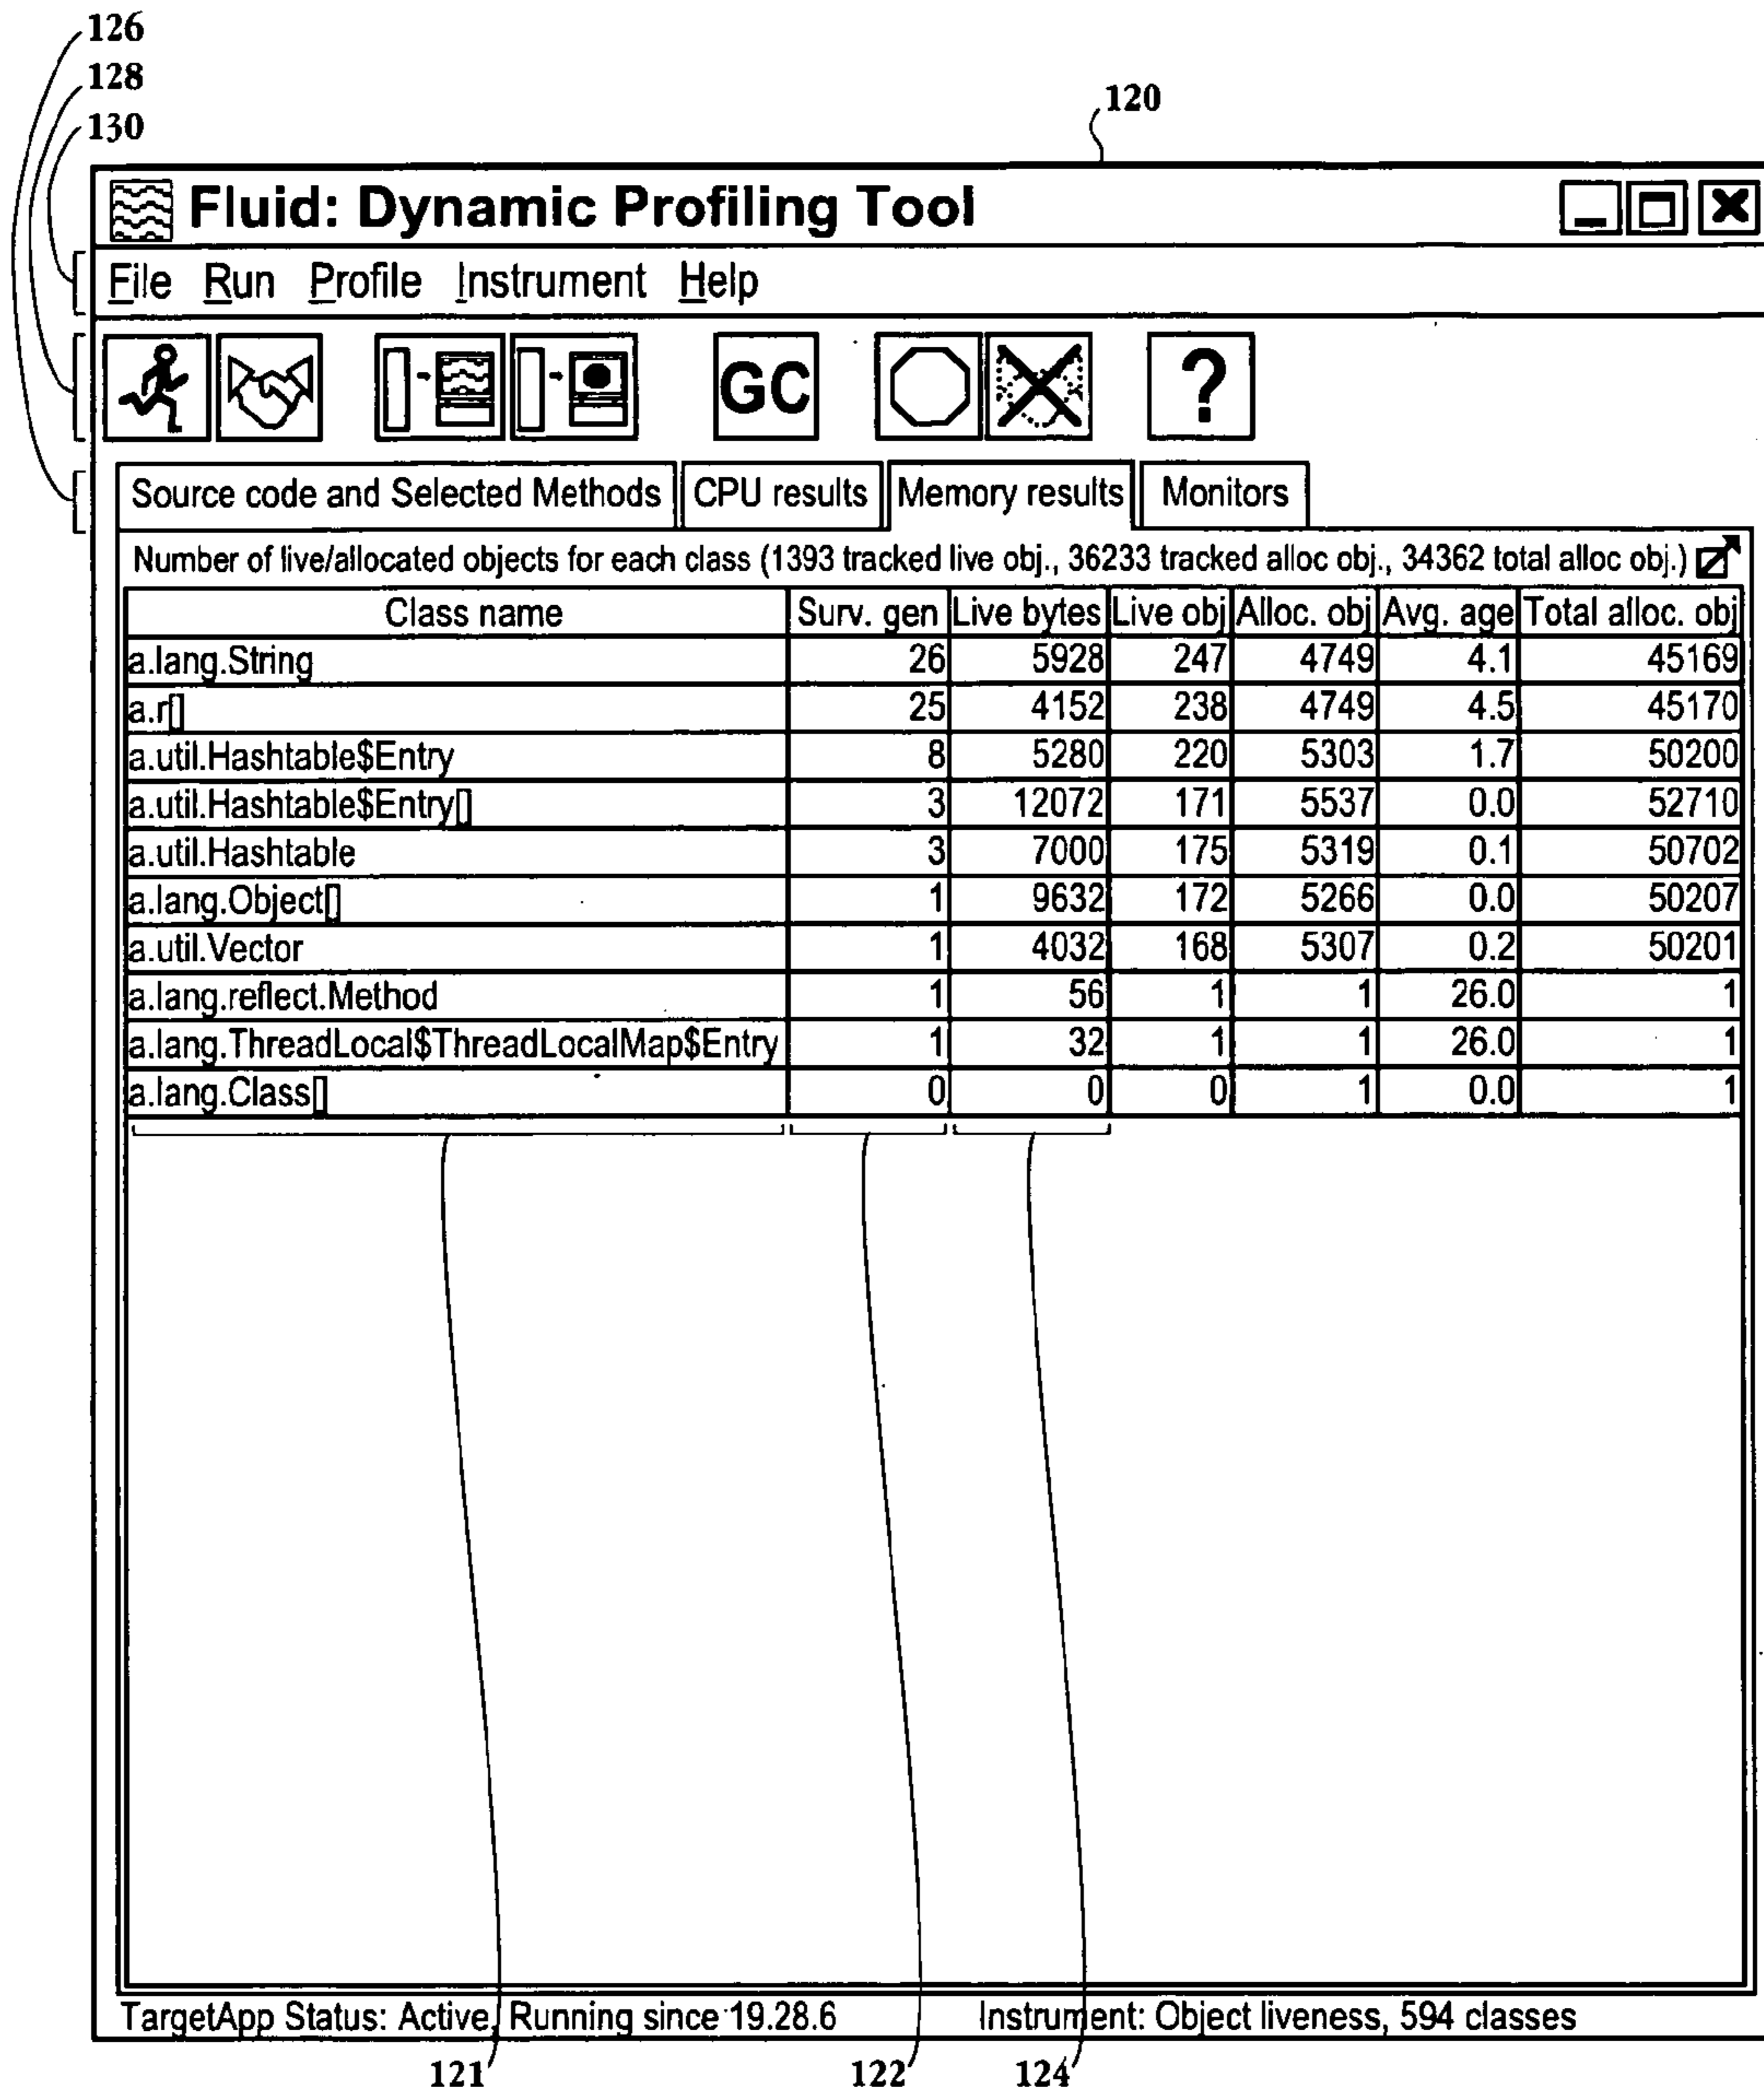 126
128
130
120
Fluid: Dynamic Profiling Tool
File Run Profile Instrument Help
GC ?
Source code and Selected Methods CPU results Memory results Monitors
Number of live/allocated objects for each class (1393 tracked live obj., 36233 tracked alloc obj., 34362 total alloc obj.)
Class name Surv. gen Live bytes Live obj Alloc. obj Avg. age Total alloc. obj
a.lang.String 26 5928 247 4749 4.1 45169
a.r[] 25 4152 238 4749 4.5 45170
a.util.Hashtable$Entry 8 5280 220 5303 1.7 50200
a.util.Hashtable$Entry[] 3 12072 171 5537 0.0 52710
a.util.Hashtable 3 7000 175 5319 0.1 50702
a.lang.Object[] 1 9632 172 5266 0.0 50207
a.util.Vector 1 4032 168 5307 0.2 50201
a.lang.reflect.Method 1 56 1 1 26.0 1
a.lang.ThreadLocal$ThreadLocalMap$Entry 1 32 1 1 26.0 1
a.lang.Class[] 0 0 0 1 0.0 1
TargetApp Status: Active, Running since 19.28.6 Instrument: Object liveness, 594 classes
121 122 124